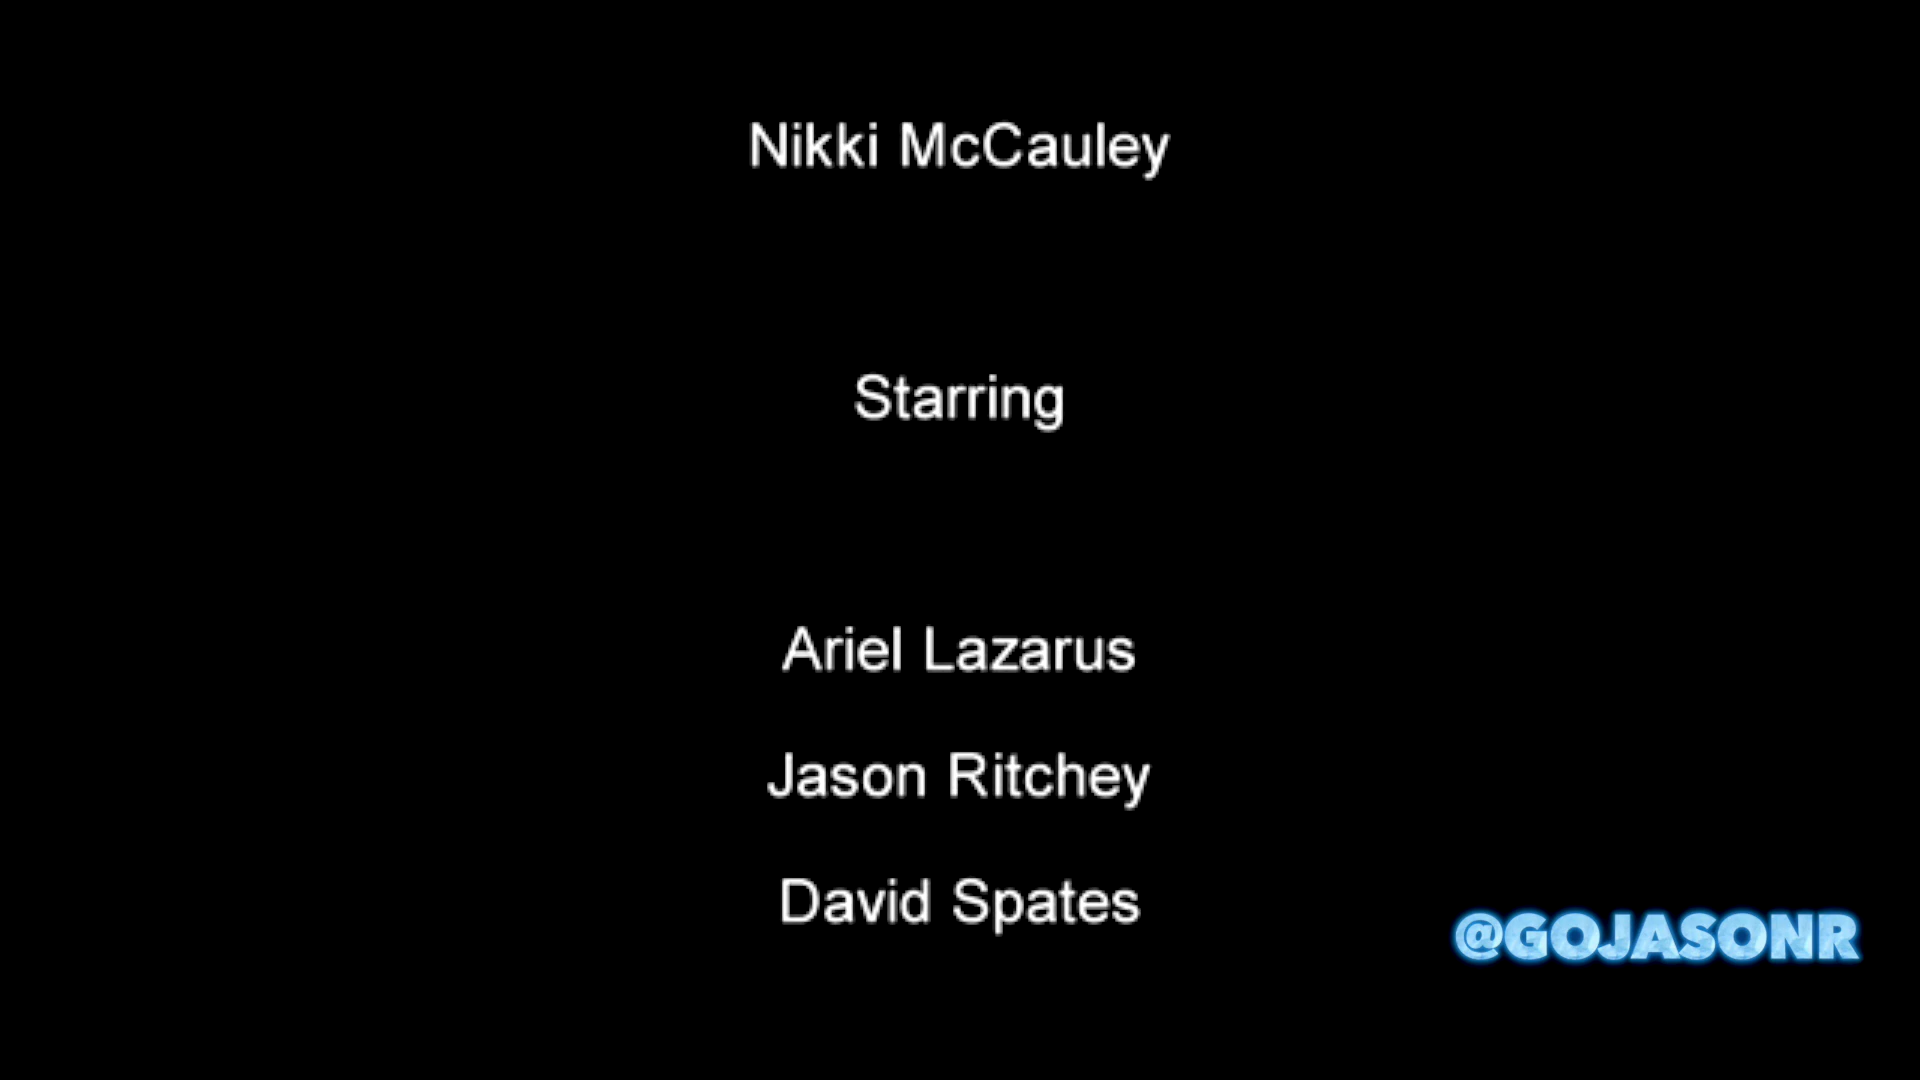 Nikki McCauley
Starring
Ariel Lazarus
Jason Ritchey
David Spates
@GOJASONR